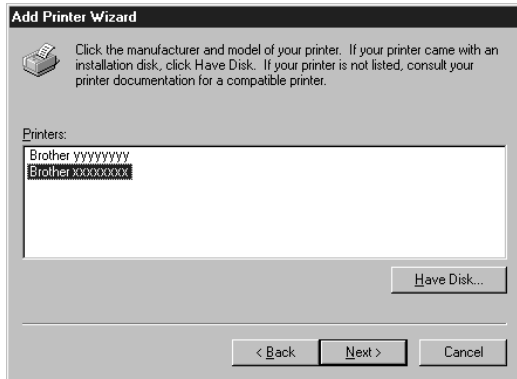 Add Printer Wizard
Click the manufacturer and model of your printer. If your printer came with an
installation disk, click Have Disk. If your printer is not listed, consult your
printer documentation for a compatible printer.
Printers:
Brother yyyyyyyy
Brother xxxxxxxx
Have Disk...
< Back
Next >
Cancel